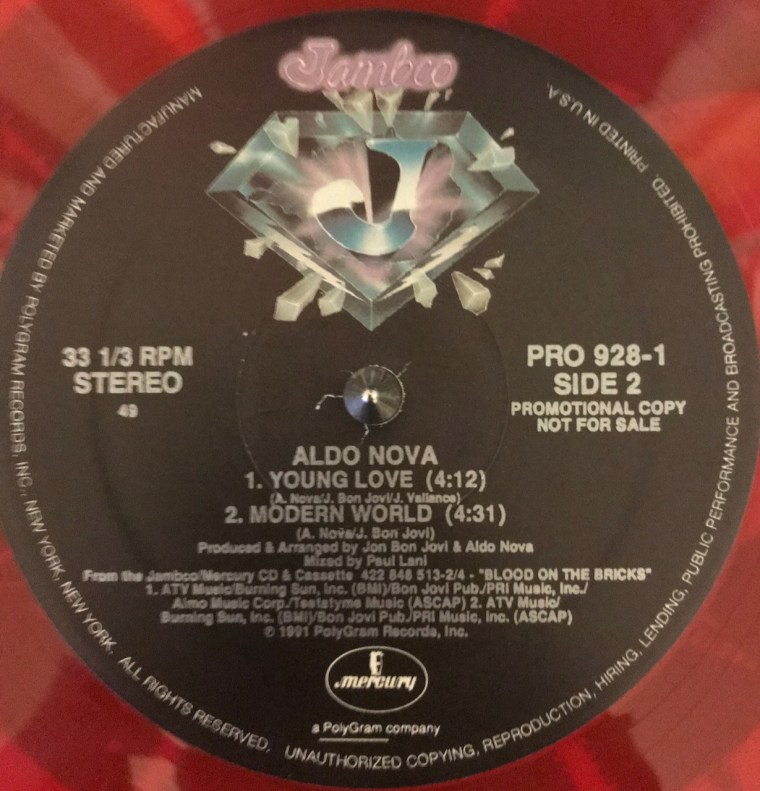 Jambco
J
33 1/3 RPM
STEREO
49
PRO 928-1
SIDE 2
PROMOTIONAL COPY
NOT FOR SALE
ALDO NOVA
1. YOUNG LOVE (4:12)
(A. Nova/J. Bon Jovi/J. Vallance)
2. MODERN WORLD (4:31)
(A. Nova/J. Bon Jovi)
Produced & Arranged by Jon Bon Jovi & Aldo Nova
Mixed by Paul Lani
From the Jambco/Mercury CD & Cassette 422 848 513-2/4 - "BLOOD ON THE BRICKS"
1. ATV Music/Burning Sun, Inc. (BMI)/Bon Jovi Pub./PRI Music, Inc./
Almo Music Corp./Testatyme Music (ASCAP) 2. ATV Music/
Burning Sun, Inc. (BMI)/Bon Jovi Pub./PRI Music, Inc. (ASCAP)
℗ 1991 PolyGram Records, Inc.
mercury
a PolyGram company
MANUFACTURED AND MARKETED BY POLYGRAM RECORDS, INC., NEW YORK, NEW YORK. ALL RIGHTS RESERVED. UNAUTHORIZED COPYING, REPRODUCTION, HIRING, LENDING, PUBLIC PERFORMANCE AND BROADCASTING PROHIBITED. PRINTED IN U.S.A.